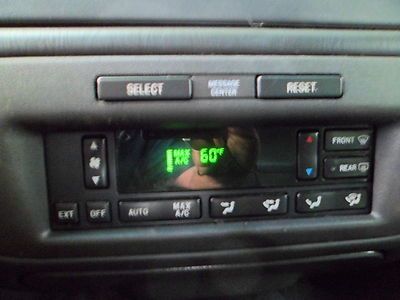 SELECT
MESSAGE CENTER
RESET
MAX A/C 60°F
FRONT
REAR
EXT
OFF
AUTO
MAX A/C